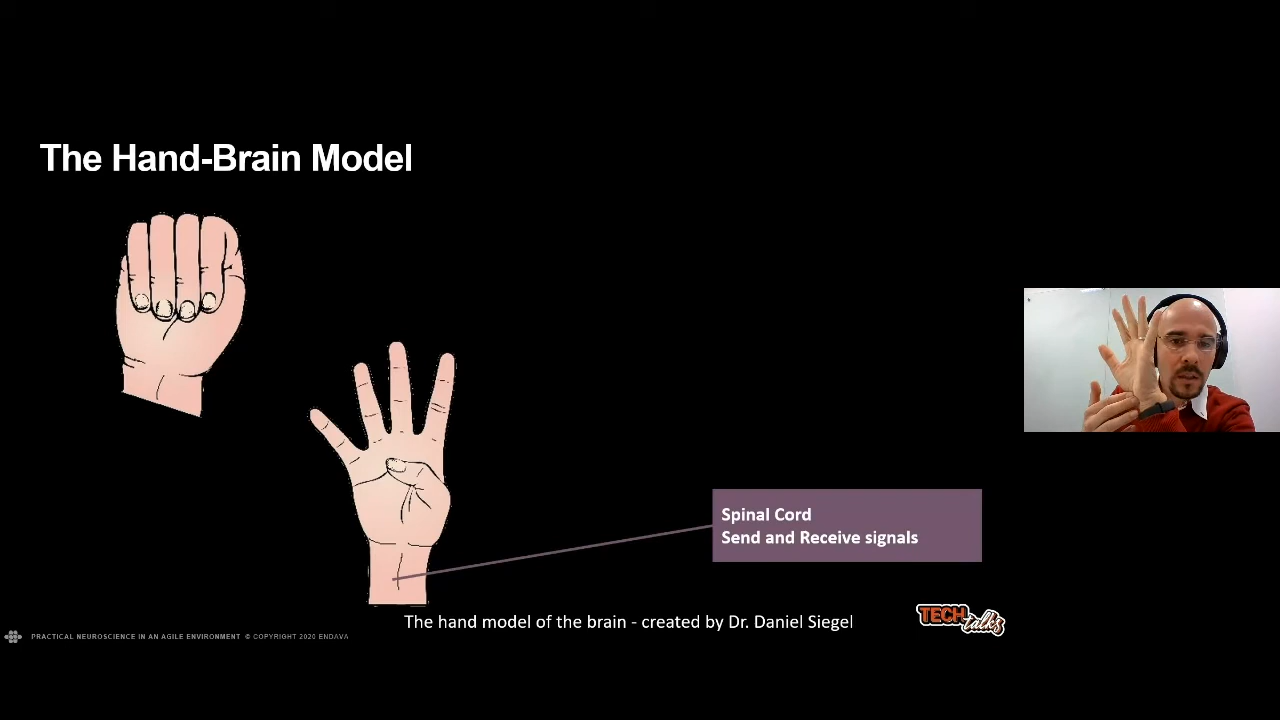 The Hand-Brain Model
Spinal Cord
Send and Receive signals
The hand model of the brain - created by Dr. Daniel Siegel
TECH
talks
PRACTICAL NEUROSCIENCE IN AN AGILE ENVIRONMENT © COPYRIGHT 2020 ENDAVA